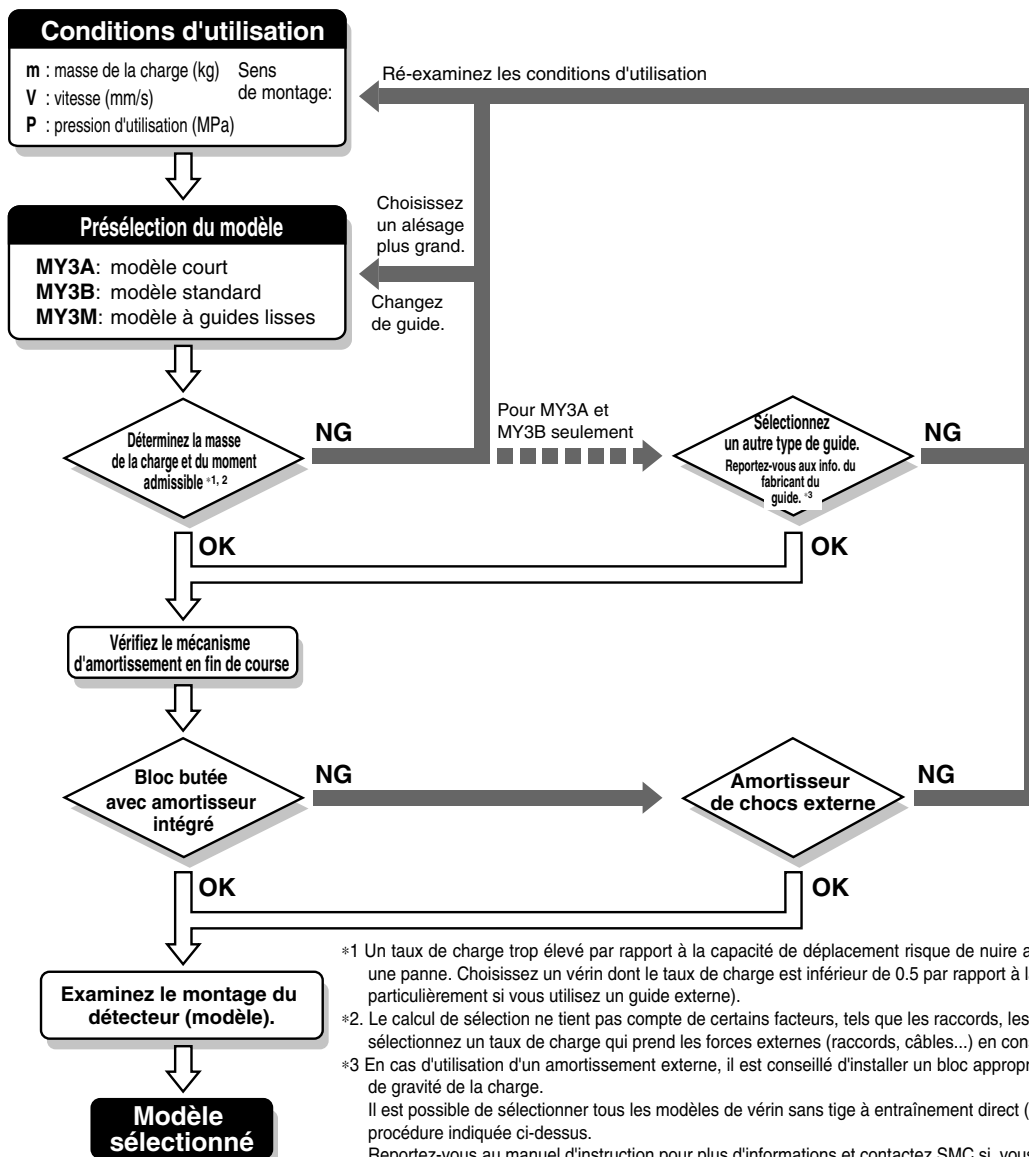 Conditions d'utilisation
m : masse de la charge (kg) Sens
V : vitesse (mm/s) de montage:
P : pression d'utilisation (MPa)
Ré-examinez les conditions d'utilisation
Présélection du modèle
MY3A: modèle court
MY3B: modèle standard
MY3M: modèle à guides lisses
Choisissez
un alésage
plus grand.
Changez
de guide.
Déterminez la masse
de la charge et du moment
admissible *1, 2
NG
Pour MY3A et
MY3B seulement
Sélectionnez
un autre type de guide.
Reportez-vous aux info. du
fabricant du
guide. *3
NG
OK
OK
Vérifiez le mécanisme
d'amortissement en fin de course
Bloc butée
avec amortisseur
intégré
NG
Amortisseur
de chocs externe
NG
OK
OK
Examinez le montage du
détecteur (modèle).
Modèle
sélectionné
*1 Un taux de charge trop élevé par rapport à la capacité de déplacement risque de nuire
une panne. Choisissez un vérin dont le taux de charge est inférieur de 0.5 par rapport à
particulièrement si vous utilisez un guide externe).
*2. Le calcul de sélection ne tient pas compte de certains facteurs, tels que les raccords, les
sélectionnez un taux de charge qui prend les forces externes (raccords, câbles...) en
*3 En cas d'utilisation d'un amortissement externe, il est conseillé d'installer un bloc
de gravité de la charge.
Il est possible de sélectionner tous les modèles de vérin sans tige à entraînement direct (
procédure indiquée ci-dessus.
Reportez-vous au manuel d'instruction pour plus d'informations et contactez SMC si, vous